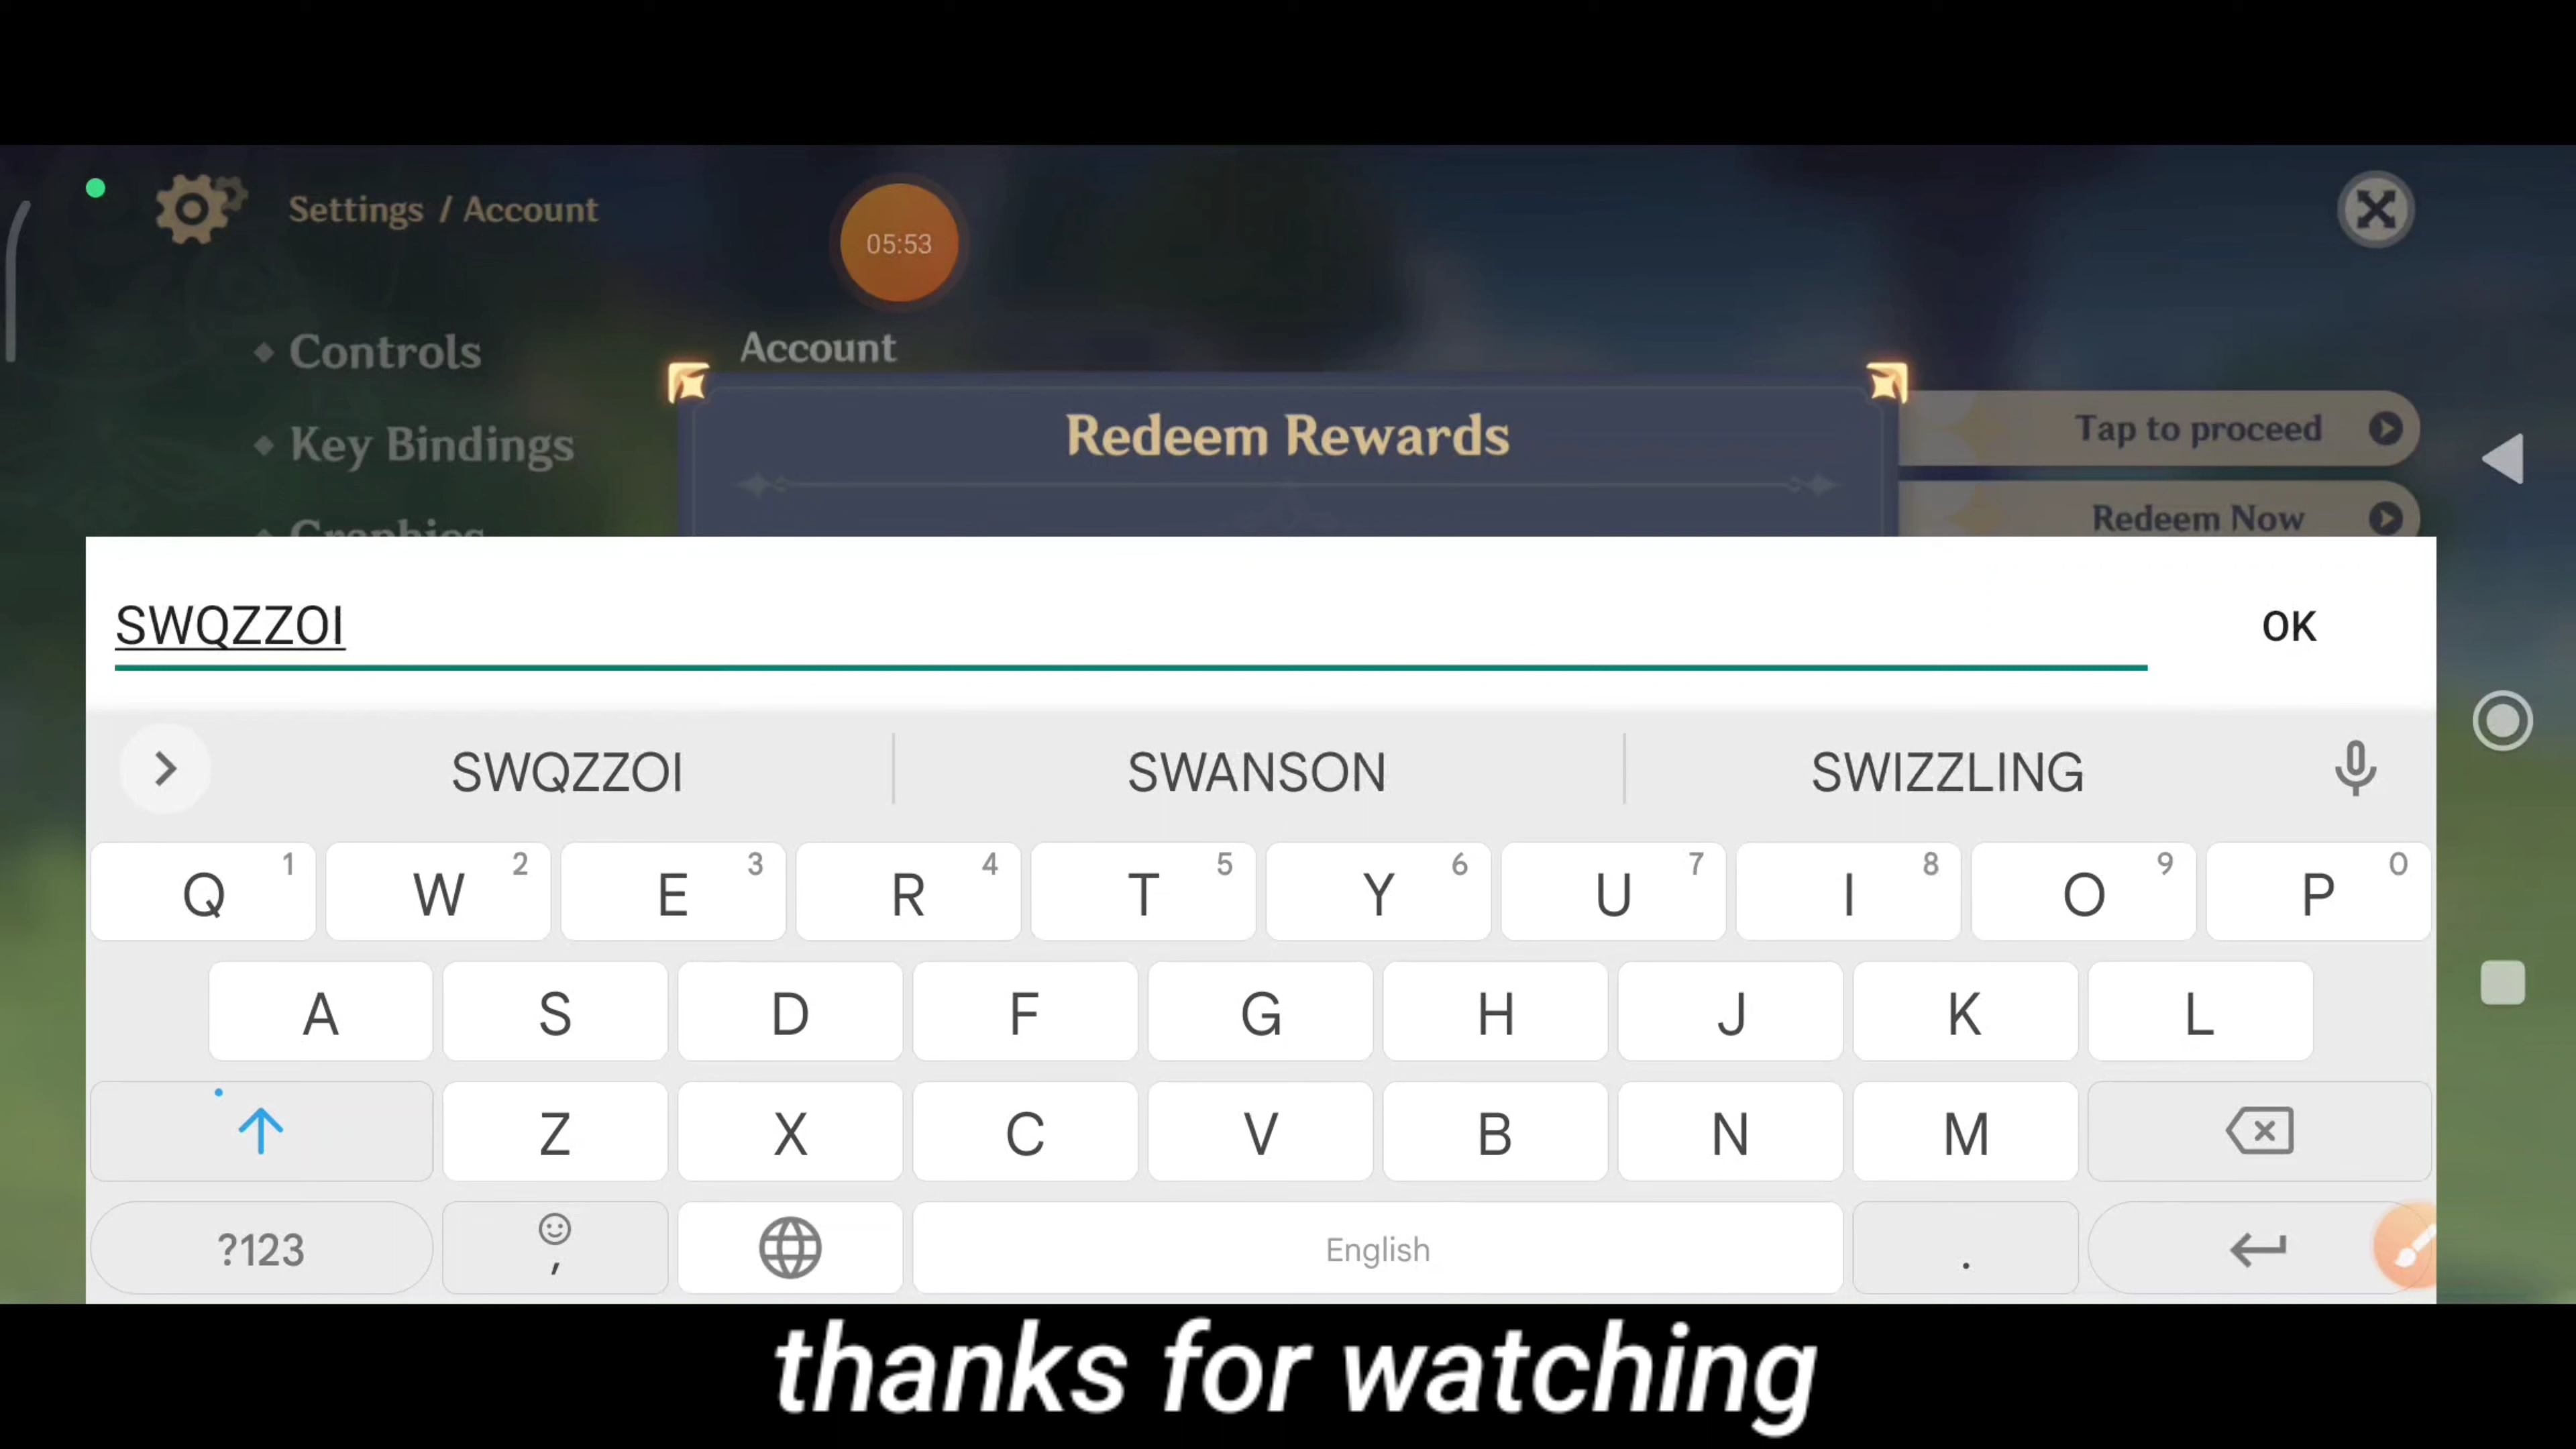 Settings / Account
05:53
Controls
Account
Key Bindings
Redeem Rewards
Tap to proceed
Graphics
Redeem Now
SWQZZOI
OK
SWQZZOI SWANSON SWIZZLING
Q 1 W 2 E 3 R 4 T 5 Y 6 U 7 I 8 O 9 P 0
A S D F G H J K L
Z X C V B N M
?123 , English .
thanks for watching